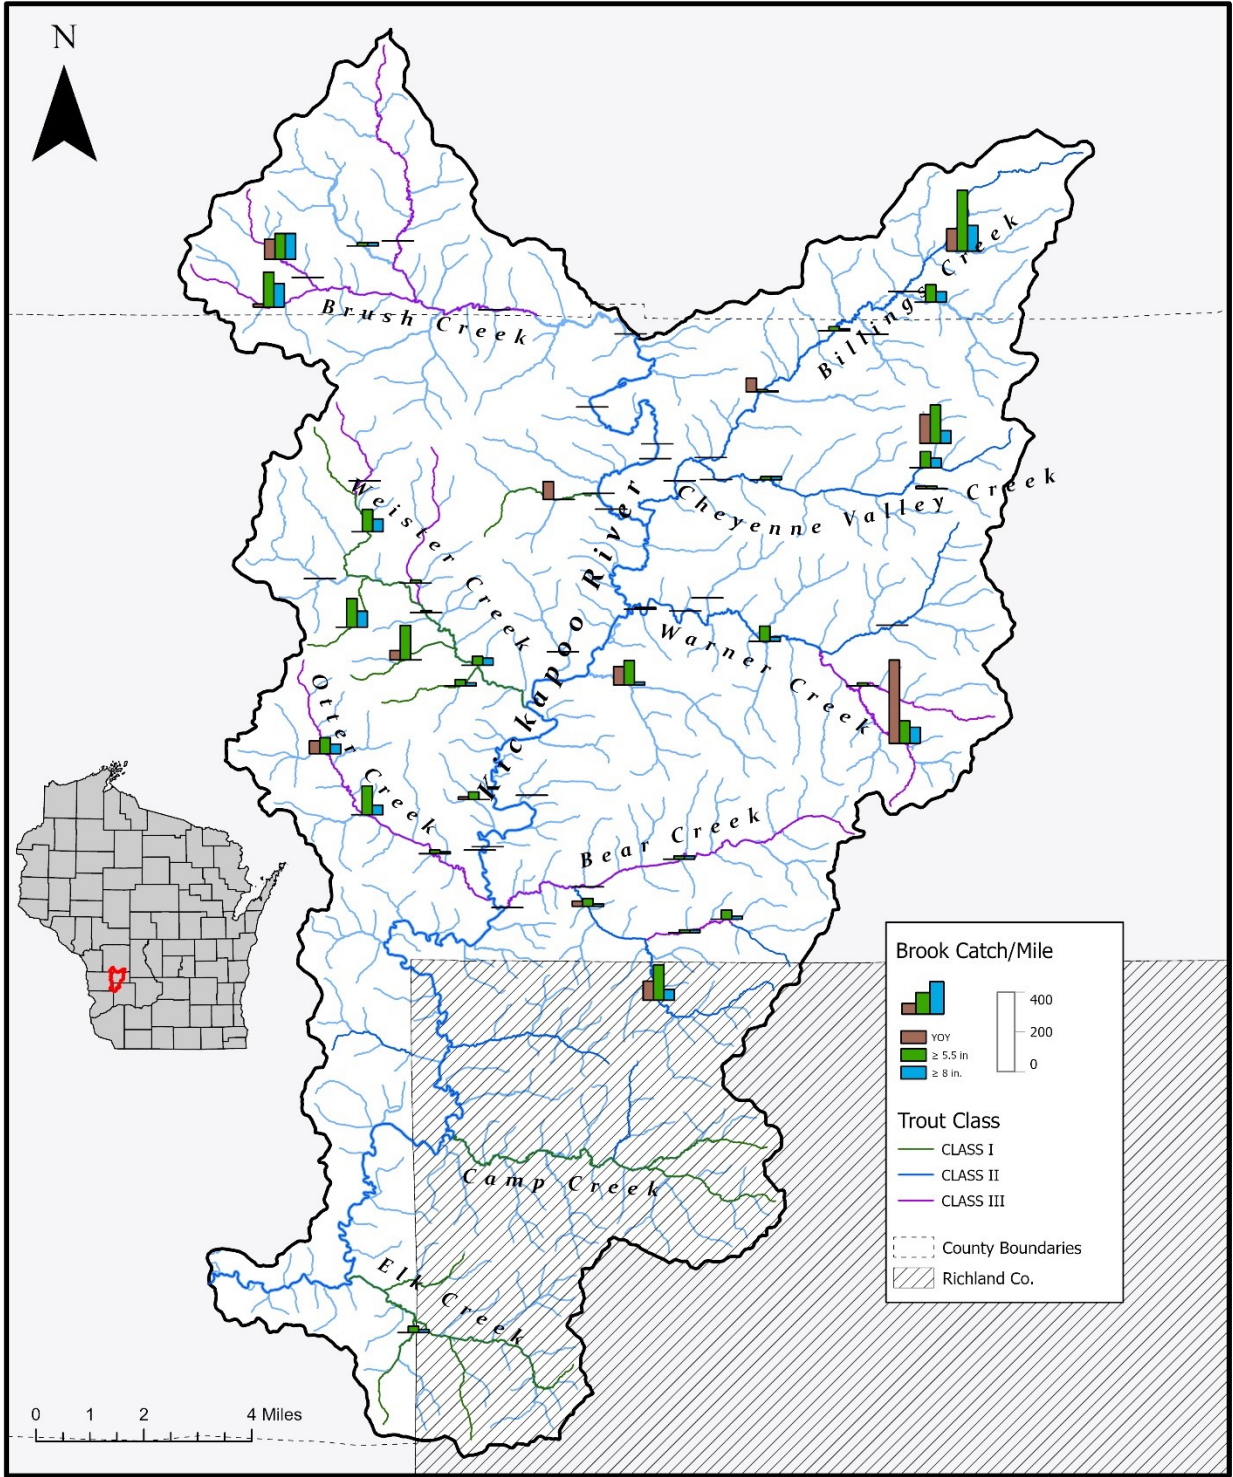 N
Brush Creek
Billings Creek
Weister Creek
Cheyenne Valley Creek
Kickapoo River
Warner Creek
Otter Creek
Bear Creek
Camp Creek
Elk Creek
Brook Catch/Mile
400
200
0
YOY
≥ 5.5 in
≥ 8 in.
Trout Class
CLASS I
CLASS II
CLASS III
County Boundaries
Richland Co.
0 1 2 4 Miles